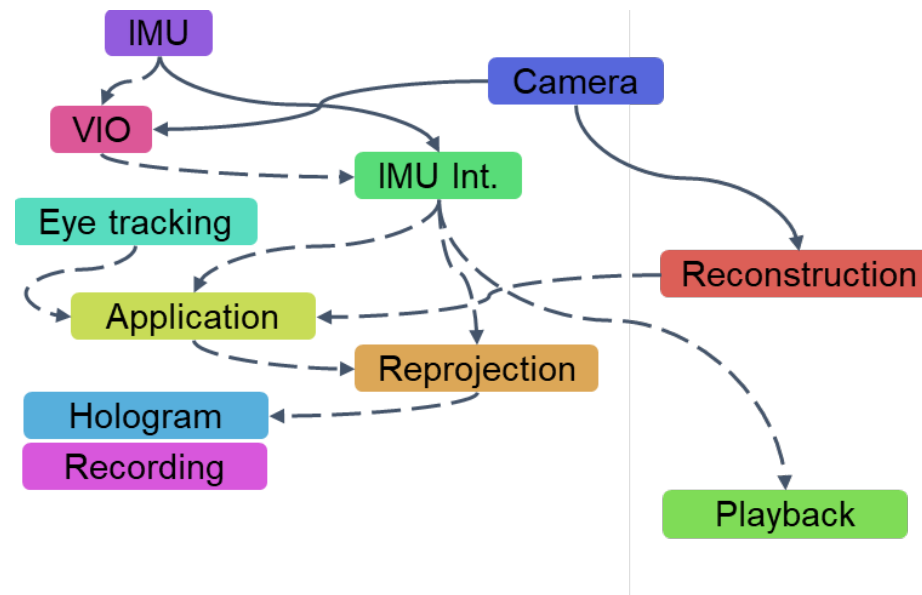 IMU
Camera
VIO
IMU Int.
Eye tracking
Reconstruction
Application
Reprojection
Hologram
Recording
Playback